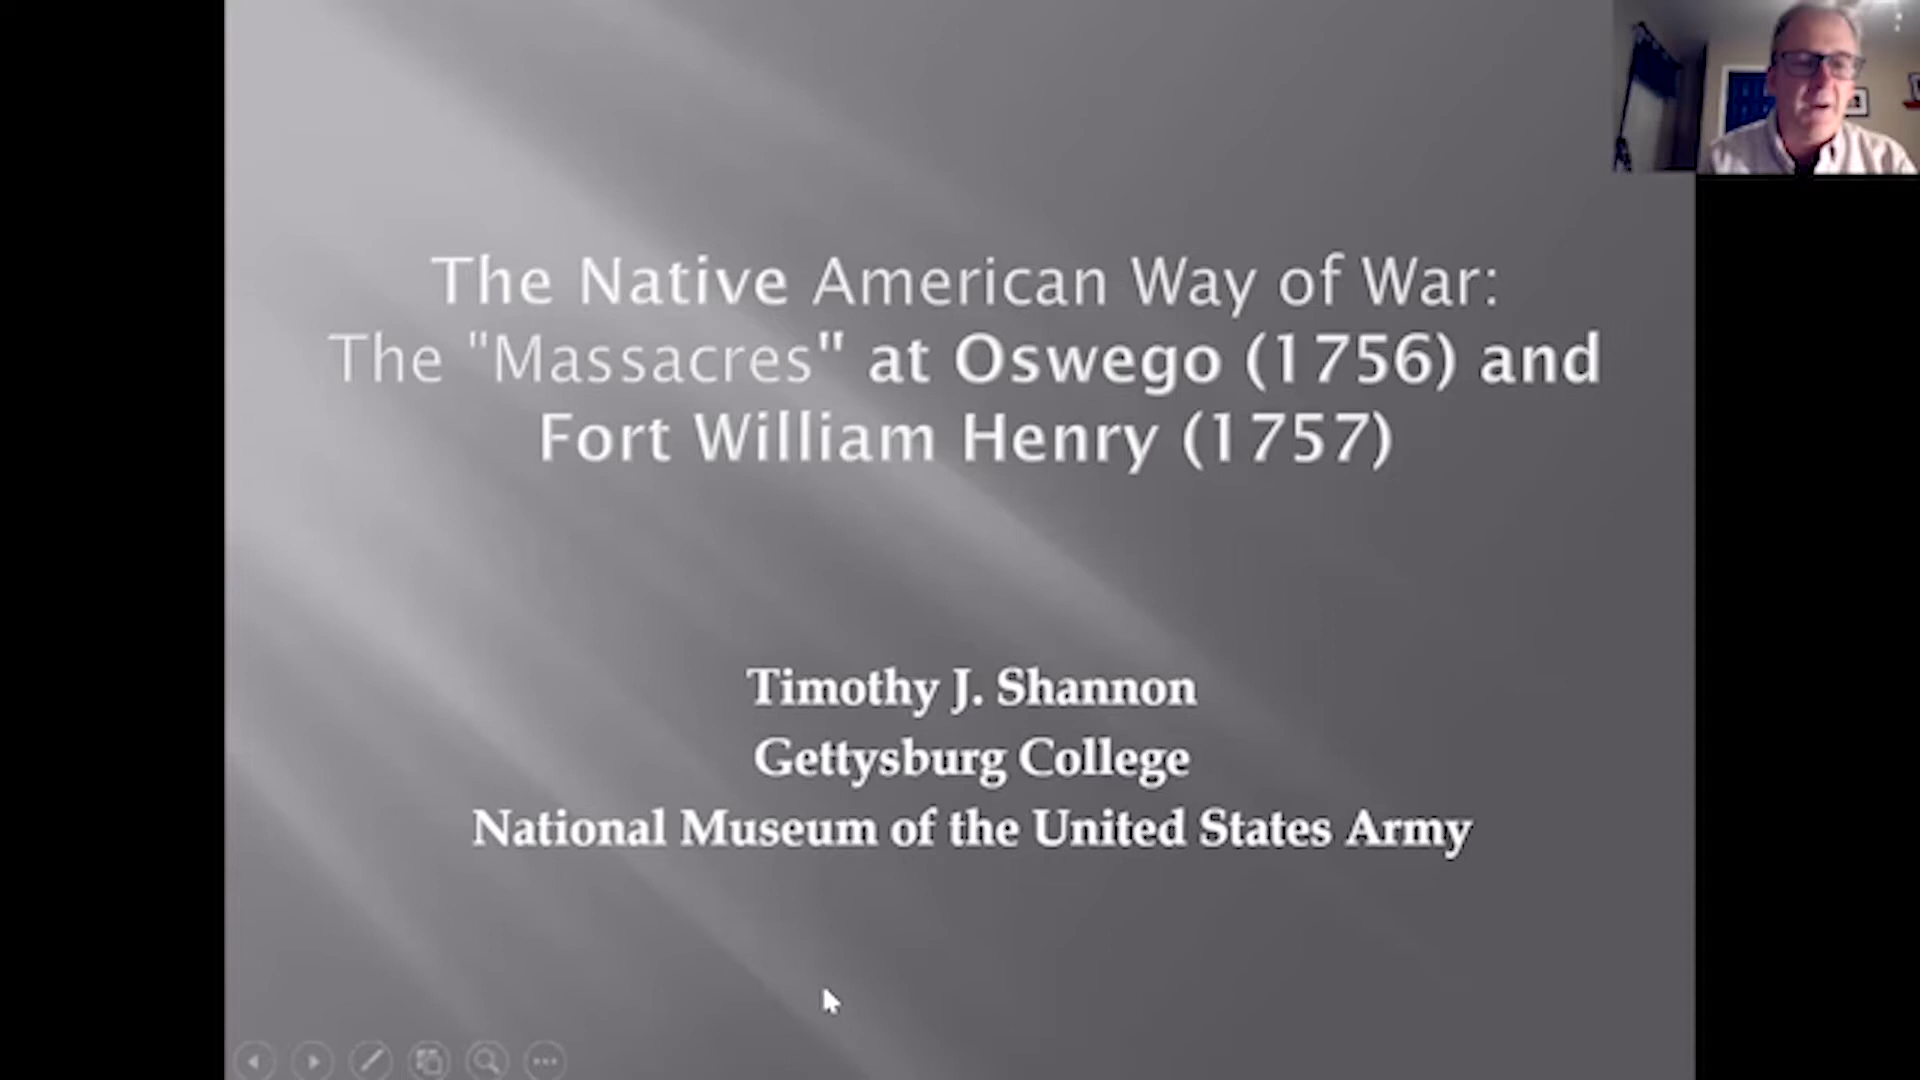 The Native American Way of War:
The "Massacres" at Oswego (1756) and
Fort William Henry (1757)
Timothy J. Shannon
Gettysburg College
National Museum of the United States Army